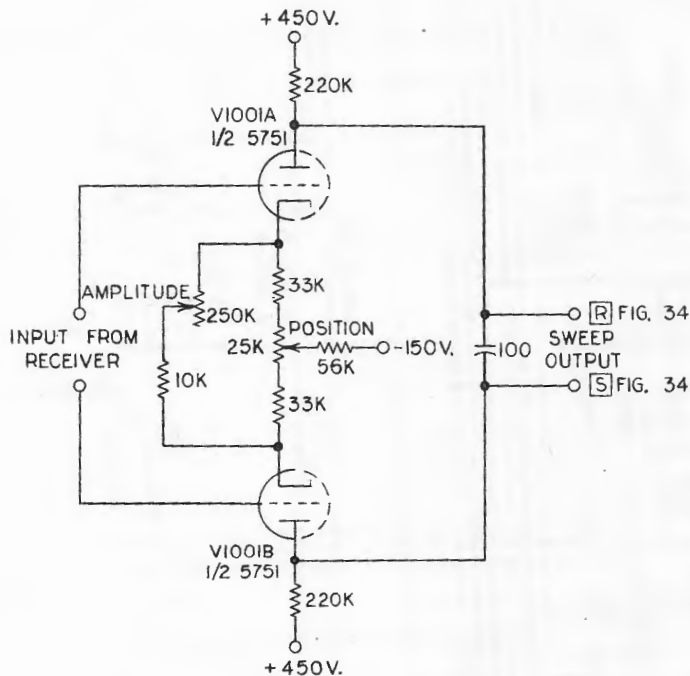 +450V.
220K
V1001A
1/2 5751
33K
AMPLITUDE
250K
INPUT FROM
RECEIVER
POSITION
25K
-150V.
56K
10K
33K
R FIG. 34
100 SWEEP
OUTPUT
S FIG. 34
V1001B
1/2 5751
220K
+450V.